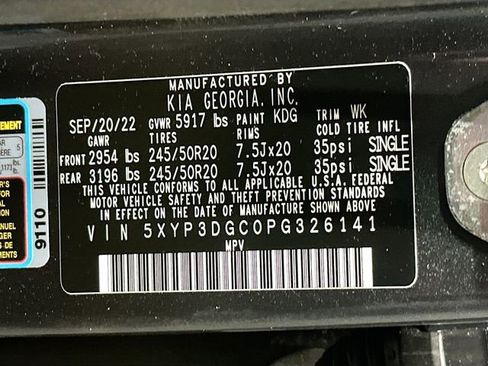 MANUFACTURED BY
KIA GEORGIA. INC.
SEP/20/22 GVWR 5917 lbs PAINT KDG TRIM WK
GAWR TIRES RIMS COLD TIRE INFL
FRONT 2954 lbs 245/50R20 7.5Jx20 35psi SINGLE
REAR 3196 lbs 245/50R20 7.5Jx20 35psi SINGLE
THIS VEHICLE CONFORMS TO ALL APPLICABLE U.S.A. FEDERAL
MOTOR VEHICLE SAFETY AND THEFT PREVENTION STANDARDS
IN EFFECT ON THE DATE OF MANUFACTURE SHOWN ABOVE.
VIN 5XYP3DGC0PG326141
MPV
9110
5